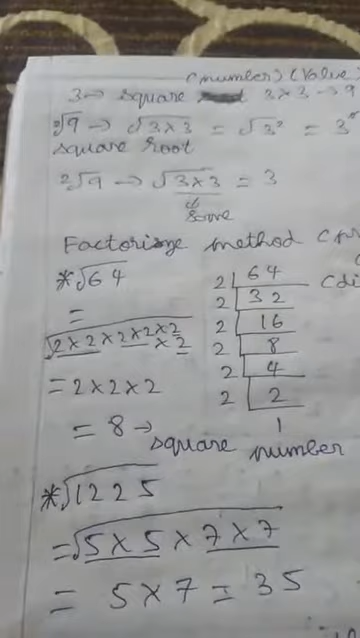 (number) (Value)
3 → square 3 × 3 → 9
²√9 → √3×3 = √3² = 3
square root
²√9 → √3×3 = 3
same
Factorisge method
*√64
=
√2×2×2×2×2×2
= 2×2×2
= 8 → square number
2 | 64
2 | 32
2 | 16
2 | 8
2 | 4
2 | 2
1
*√1225
= √5×5×7×7
= 5×7 = 35